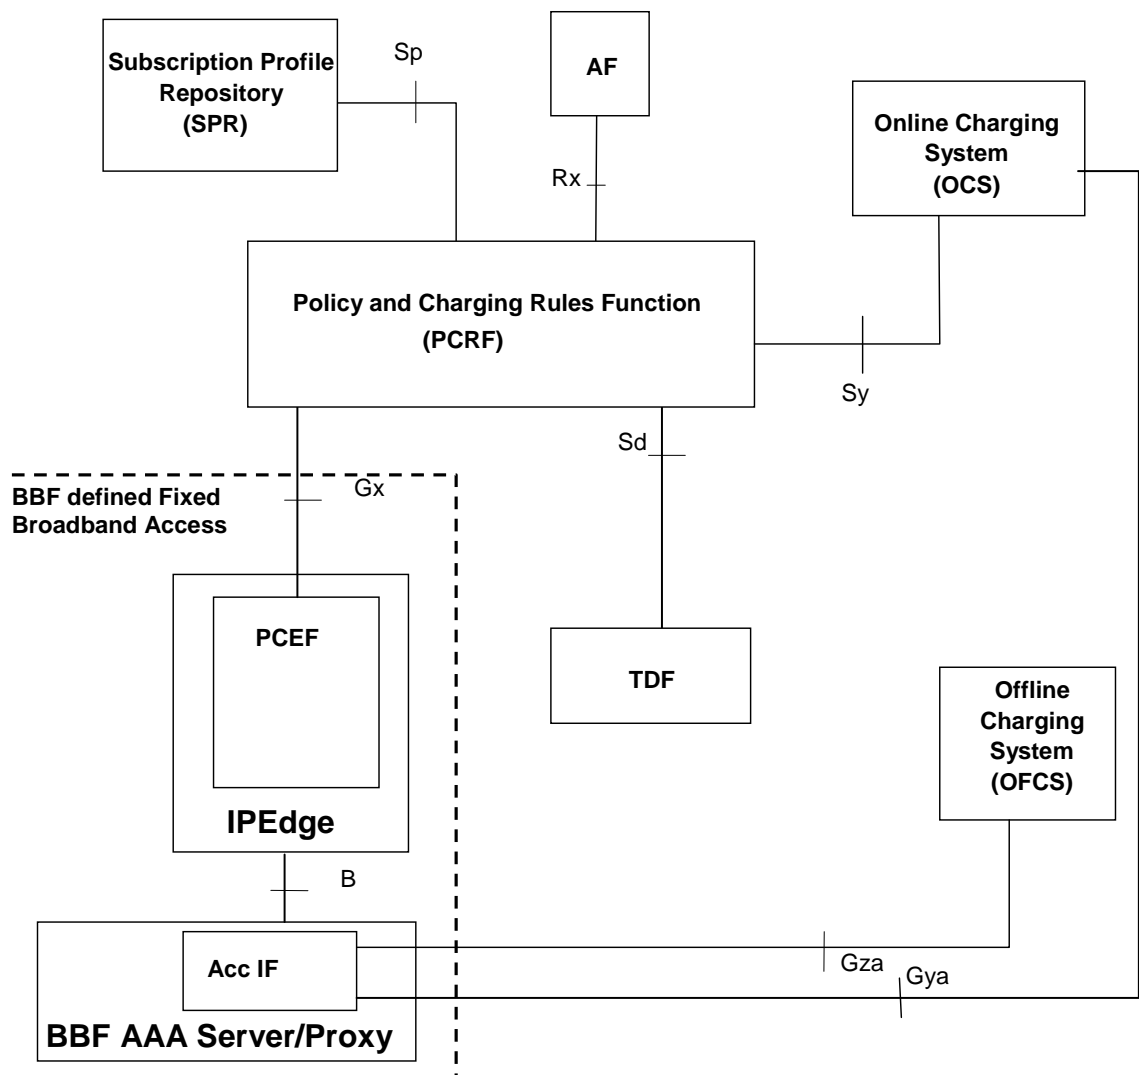 Subscription Profile
Repository
(SPR)
Sp
AF
Rx
Online Charging
System
(OCS)
Policy and Charging Rules Function
(PCRF)
Sy
Sd
Gx
BBF defined Fixed
Broadband Access
PCEF
IPEdge
TDF
Offline
Charging
System
(OFCS)
B
Acc IF
BBF AAA Server/Proxy
Gza
Gya